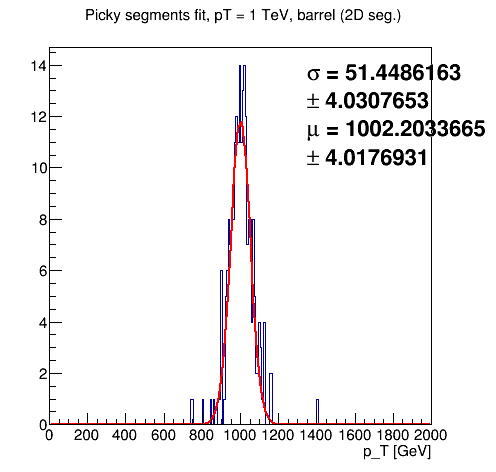 Picky segments fit, pT = 1 TeV, barrel (2D seg.)
σ = 51.4486163
± 4.0307653
μ = 1002.2033665
± 4.0176931
14
12
10
8
6
4
2
0
0 200 400 600 800 1000 1200 1400 1600 1800 2000
p_T [GeV]